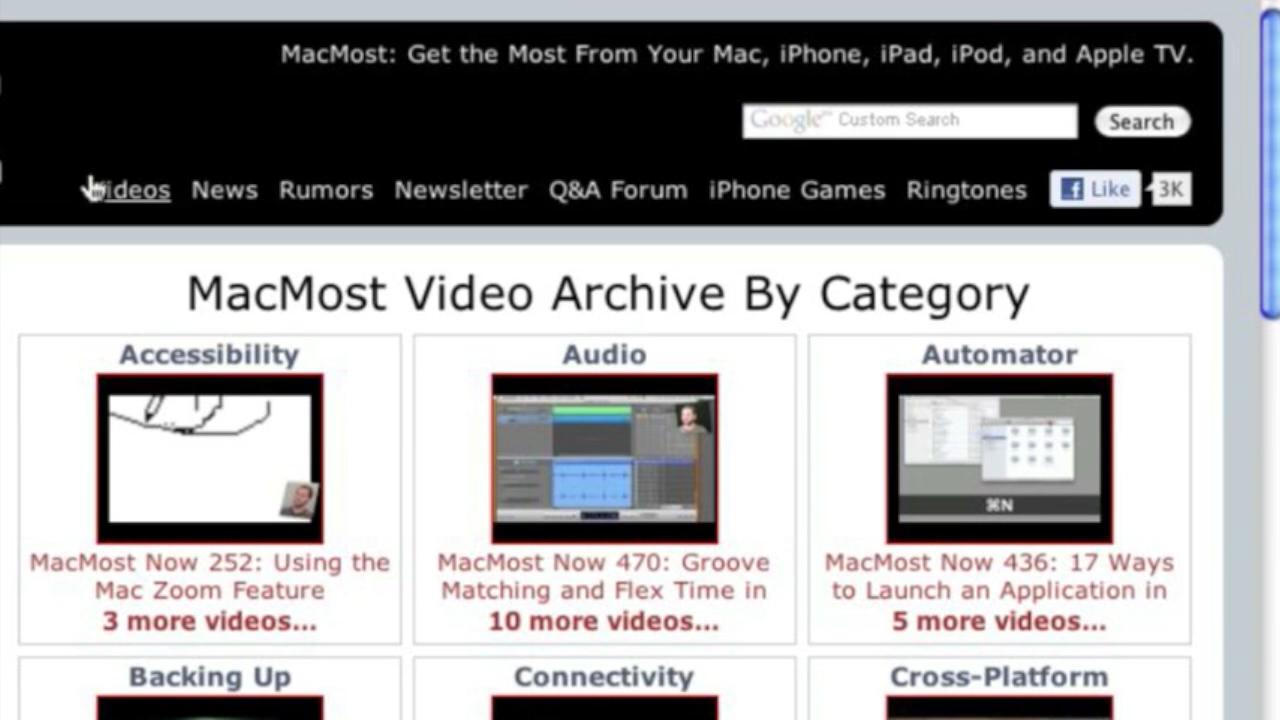 MacMost: Get the Most From Your Mac, iPhone, iPad, iPod, and Apple TV.
Google™ Custom Search
Search
Videos News Rumors Newsletter Q&A Forum iPhone Games Ringtones Like 3K
MacMost Video Archive By Category
Accessibility Audio Automator
⌘N
MacMost Now 252: Using the MacMost Now 470: Groove MacMost Now 436: 17 Ways
Mac Zoom Feature Matching and Flex Time in to Launch an Application in
3 more videos... 10 more videos... 5 more videos...
Backing Up Connectivity Cross-Platform